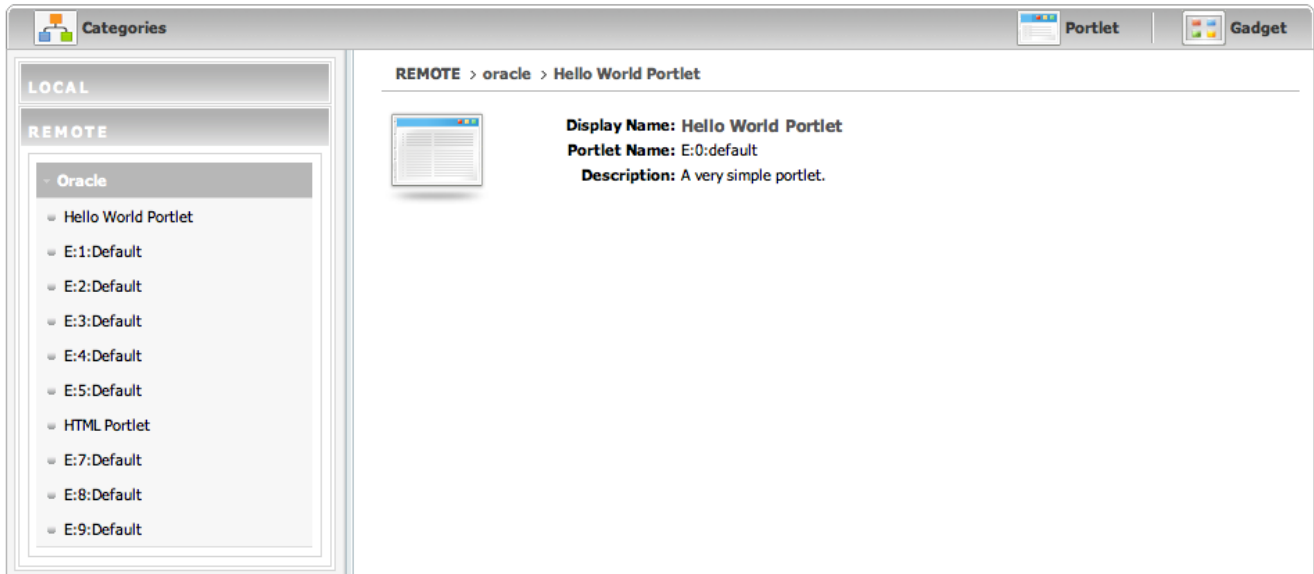 Categories
Portlet
Gadget
LOCAL
REMOTE
Oracle
Hello World Portlet
E:1:Default
E:2:Default
E:3:Default
E:4:Default
E:5:Default
HTML Portlet
E:7:Default
E:8:Default
E:9:Default
REMOTE > oracle > Hello World Portlet
Display Name: Hello World Portlet
Portlet Name: E:0:default
Description: A very simple portlet.